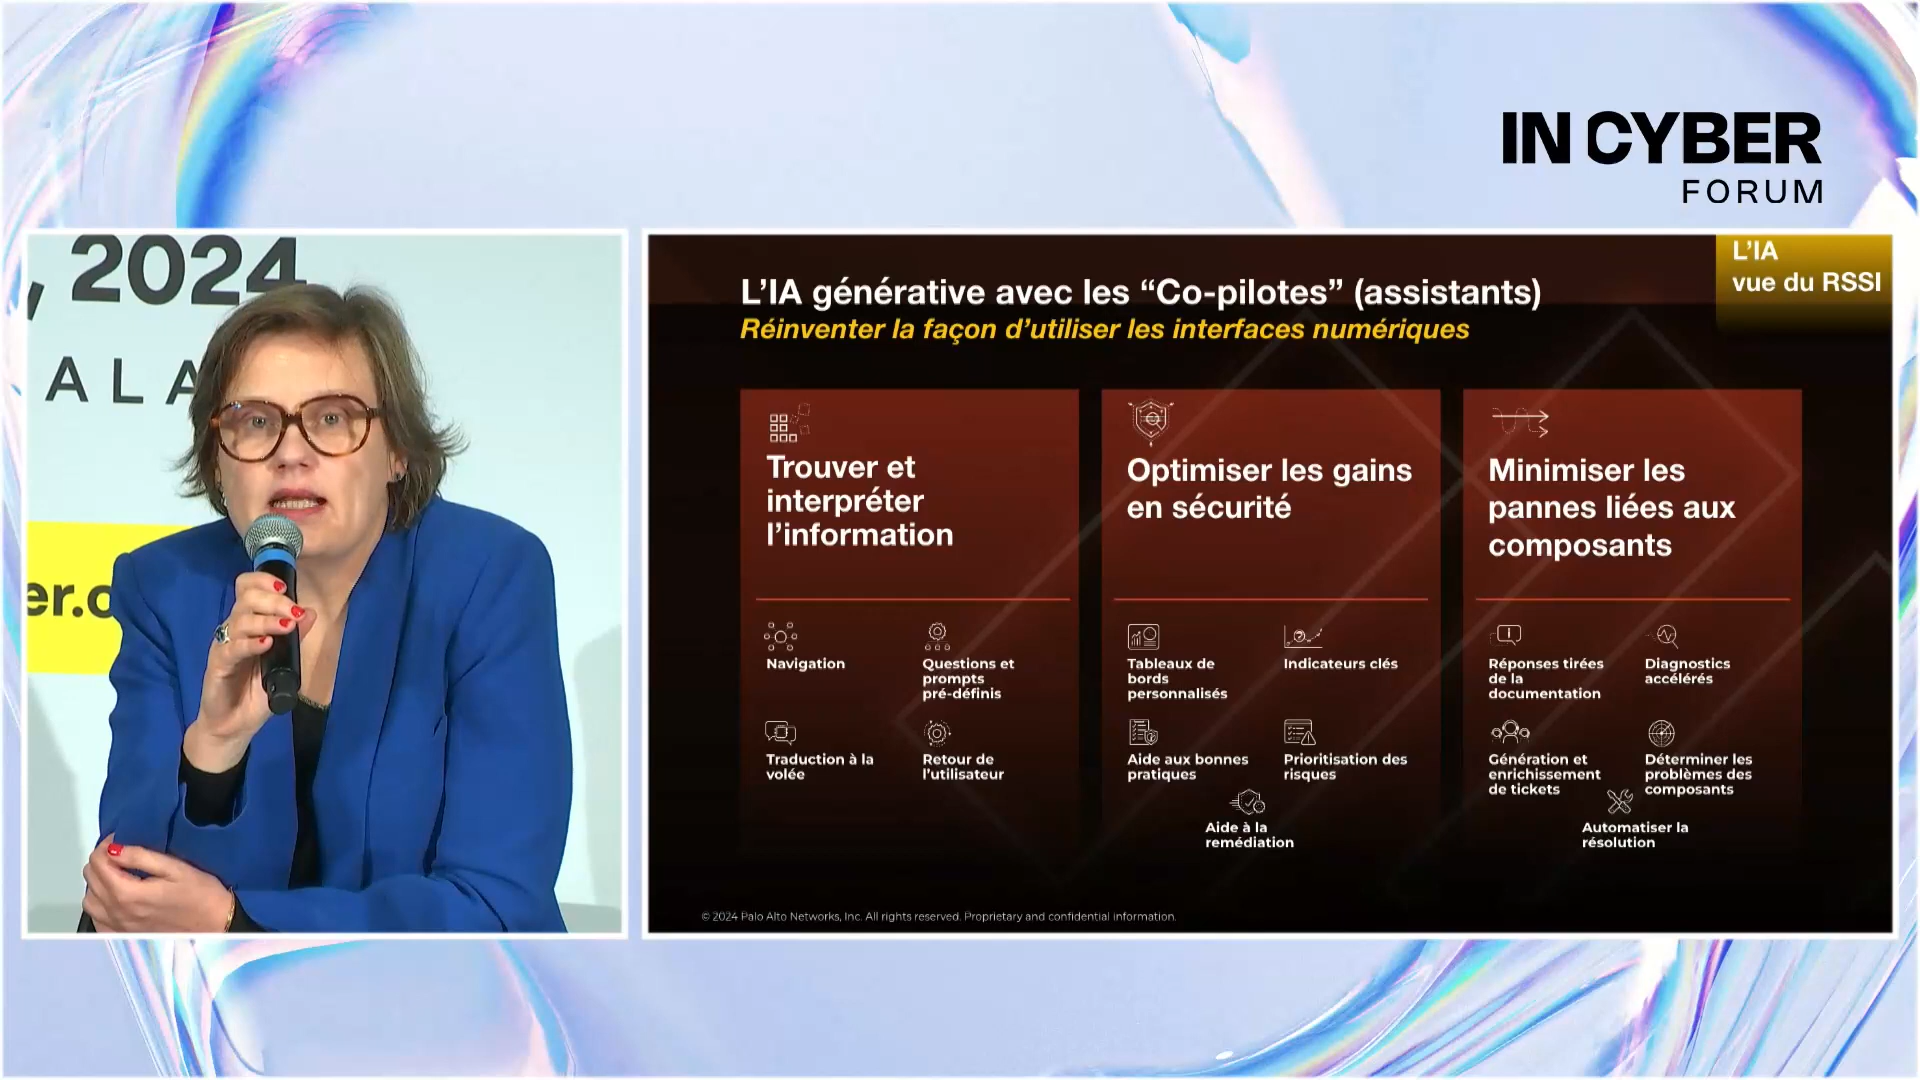 IN CYBER
FORUM
, 2024
A L A
er.o
L’IA
vue du RSSI
L’IA générative avec les “Co-pilotes” (assistants)
Réinventer la façon d’utiliser les interfaces numériques
Trouver et
interpréter
l’information
Navigation
Questions et
prompts
pré-définis
Traduction à la
volée
Retour de
l’utilisateur
Optimiser les gains
en sécurité
Tableaux de
bords
personnalisés
Indicateurs clés
Aide aux bonnes
pratiques
Prioritisation des
risques
Aide à la
remédiation
Minimiser les
pannes liées aux
composants
Réponses tirées
de la
documentation
Diagnostics
accélérés
Génération et
enrichissement
de tickets
Déterminer les
problèmes des
composants
Automatiser la
résolution
© 2024 Palo Alto Networks, Inc. All rights reserved. Proprietary and confidential information.